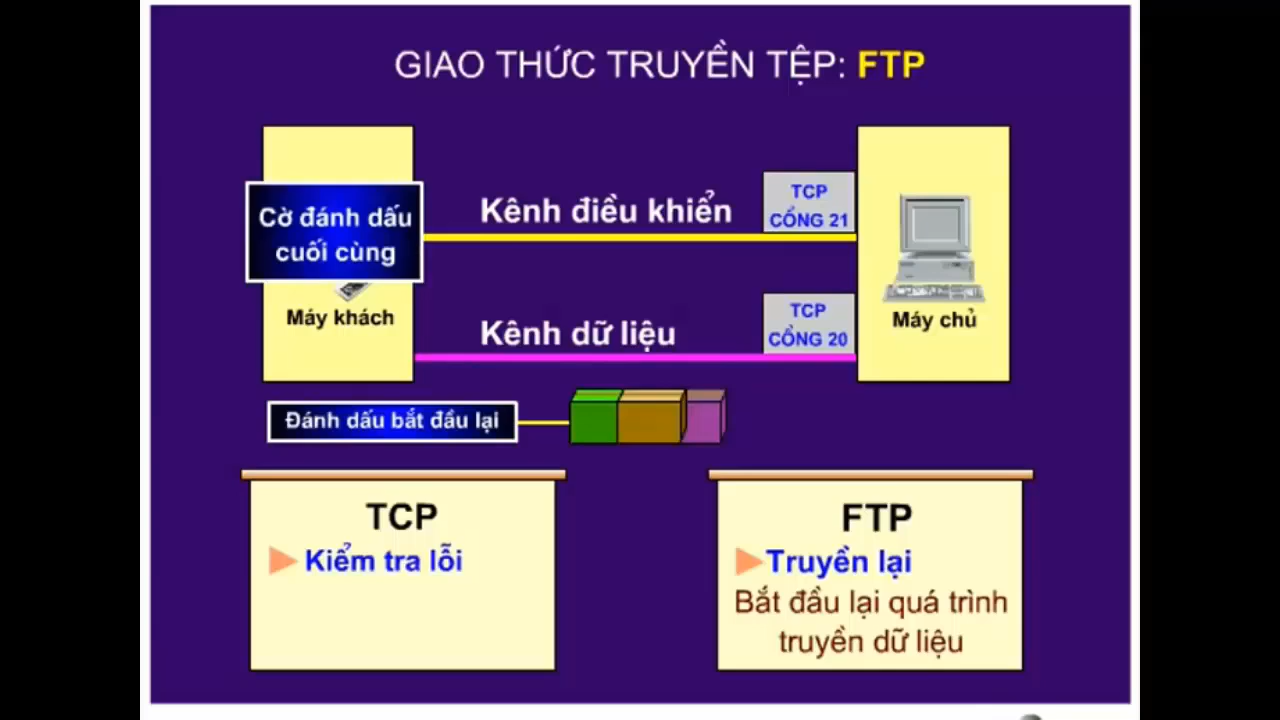 GIAO THỨC TRUYỀN TỆP: FTP
Cờ đánh dấu
cuối cùng
Máy khách
Kênh điều khiển
TCP
CỔNG 21
Kênh dữ liệu
TCP
CỔNG 20
Máy chủ
Đánh dấu bắt đầu lại
TCP
Kiểm tra lỗi
FTP
Truyền lại
Bắt đầu lại quá trình
truyền dữ liệu